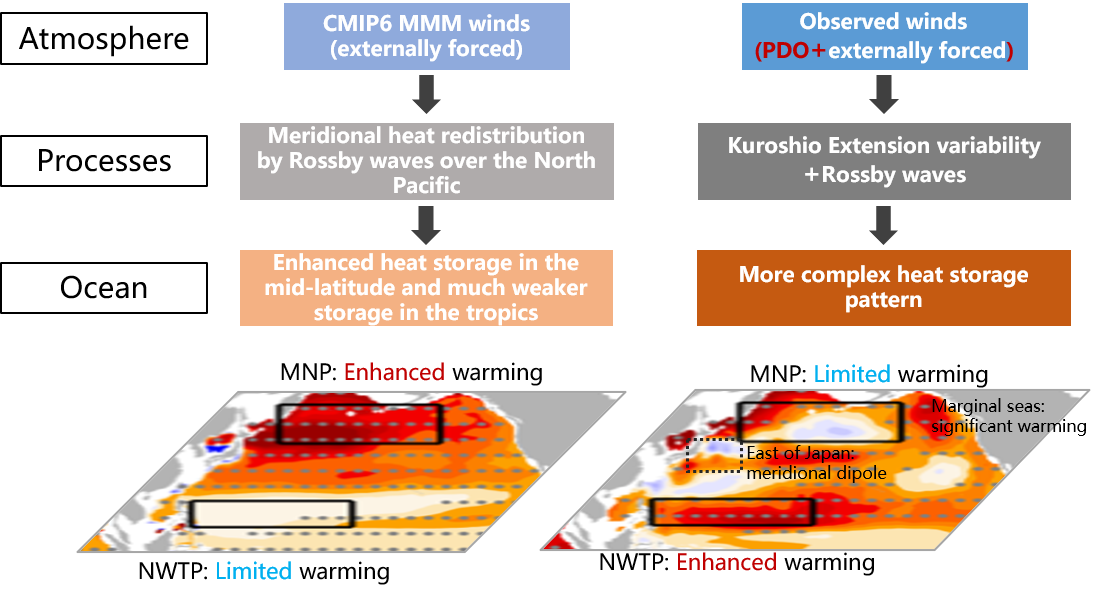 Atmosphere
CMIP6 MMM winds
(externally forced)
Observed winds
(PDO+externally forced)
Processes
Meridional heat redistribution
by Rossby waves over the North
Pacific
Kuroshio Extension variability
+Rossby waves
Ocean
Enhanced heat storage in the
mid-latitude and much weaker
storage in the tropics
More complex heat storage
pattern
MNP: Enhanced warming
MNP: Limited warming
Marginal seas:
significant warming
East of Japan:
meridional dipole
NWTP: Limited warming
NWTP: Enhanced warming